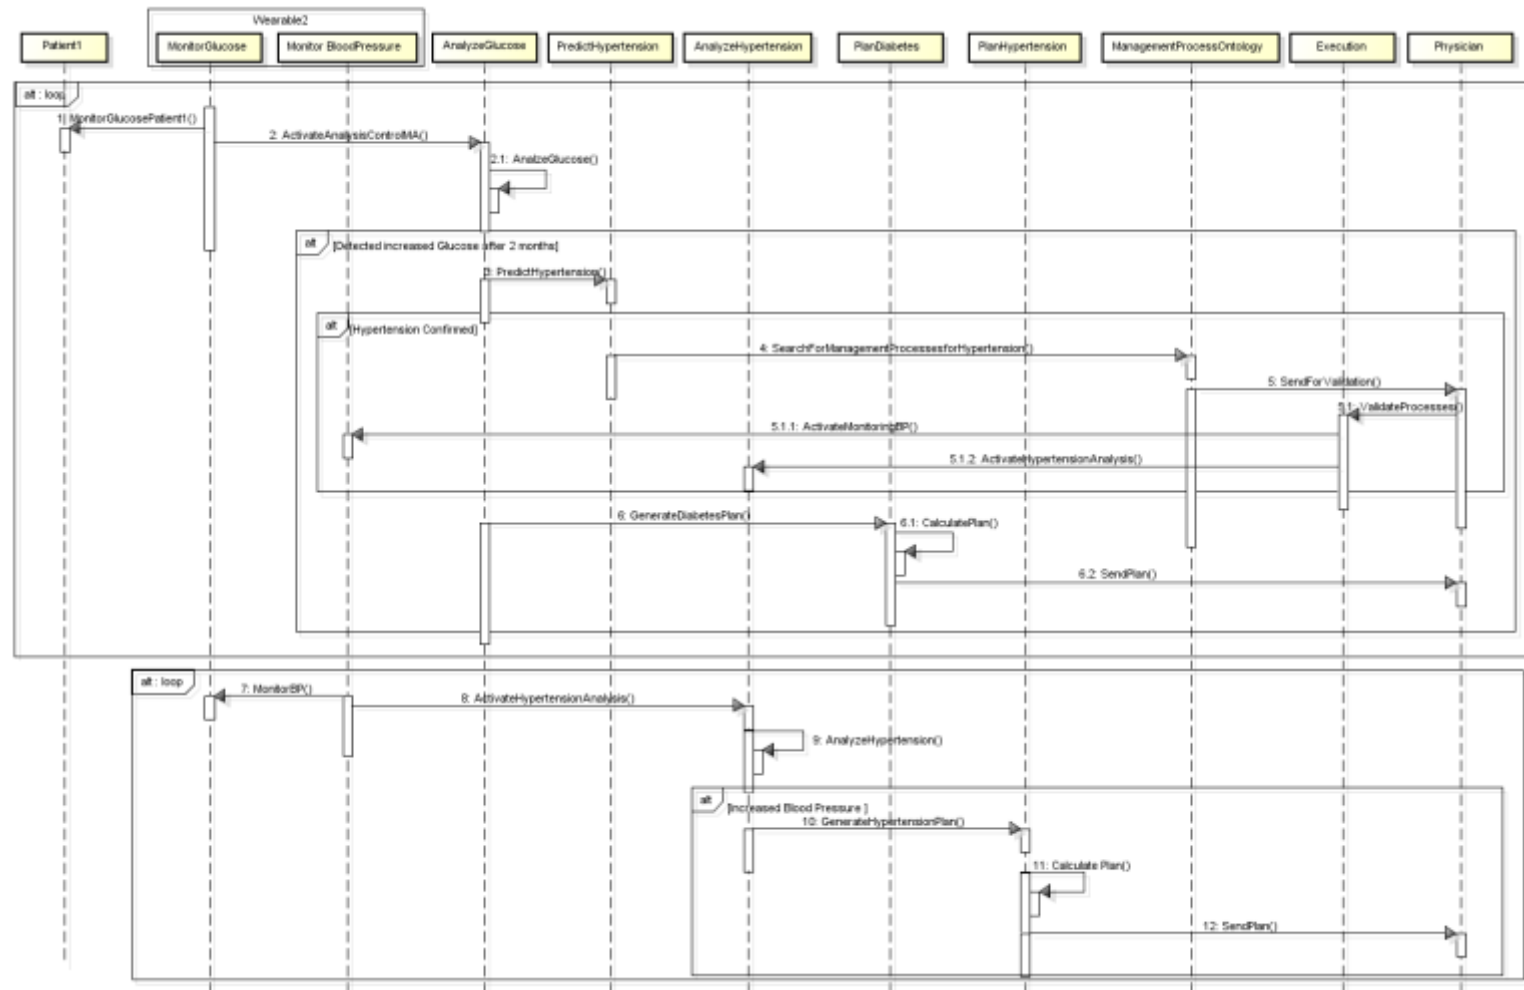 Wearable2
Patient1
MonitorGlucose
Monitor BloodPressure
AnalyzeGlucose
PredictHypertension
AnalyzeHypertension
PlanDiabetes
PlanHypertension
ManagementProcessOntology
Execution
Physician
alt : loop
1: MonitorGlucosePatient1()
2: ActivateAnalysisControlMA()
2.1: AnalzeGlucose()
alt
[Detected increased Glucose after 2 months]
3: PredictHypertension()
alt
[Hypertension Confirmed]
4: SearchForManagementProcessesforHypertension()
5: SendForValidation()
5.1: ValidateProcesses()
5.1.1: ActivateMonitoringBP()
5.1.2: ActivateHypertensionAnalysis()
6: GenerateDiabetesPlan()
6.1: CalculatePlan()
6.2: SendPlan()
alt : loop
7: MonitorBP()
8: ActivateHypertensionAnalysis()
9: AnalyzeHypertension()
alt
[Increased Blood Pressure ]
10: GenerateHypertensionPlan()
11: Calculate Plan()
12: SendPlan()